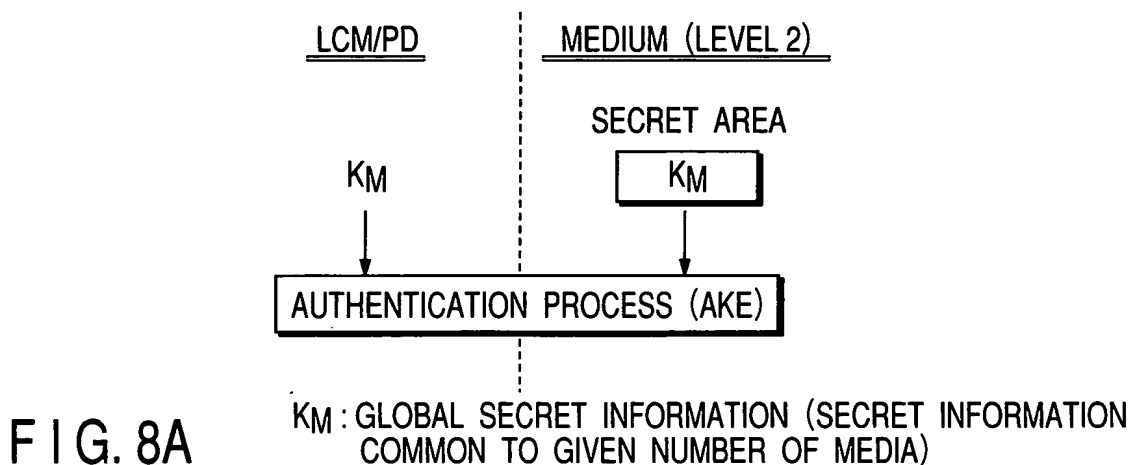 LCM/PD
MEDIUM (LEVEL 2)
SECRET AREA
KM
KM
AUTHENTICATION PROCESS (AKE)
FIG. 8A
KM : GLOBAL SECRET INFORMATION (SECRET INFORMATION
COMMON TO GIVEN NUMBER OF MEDIA)